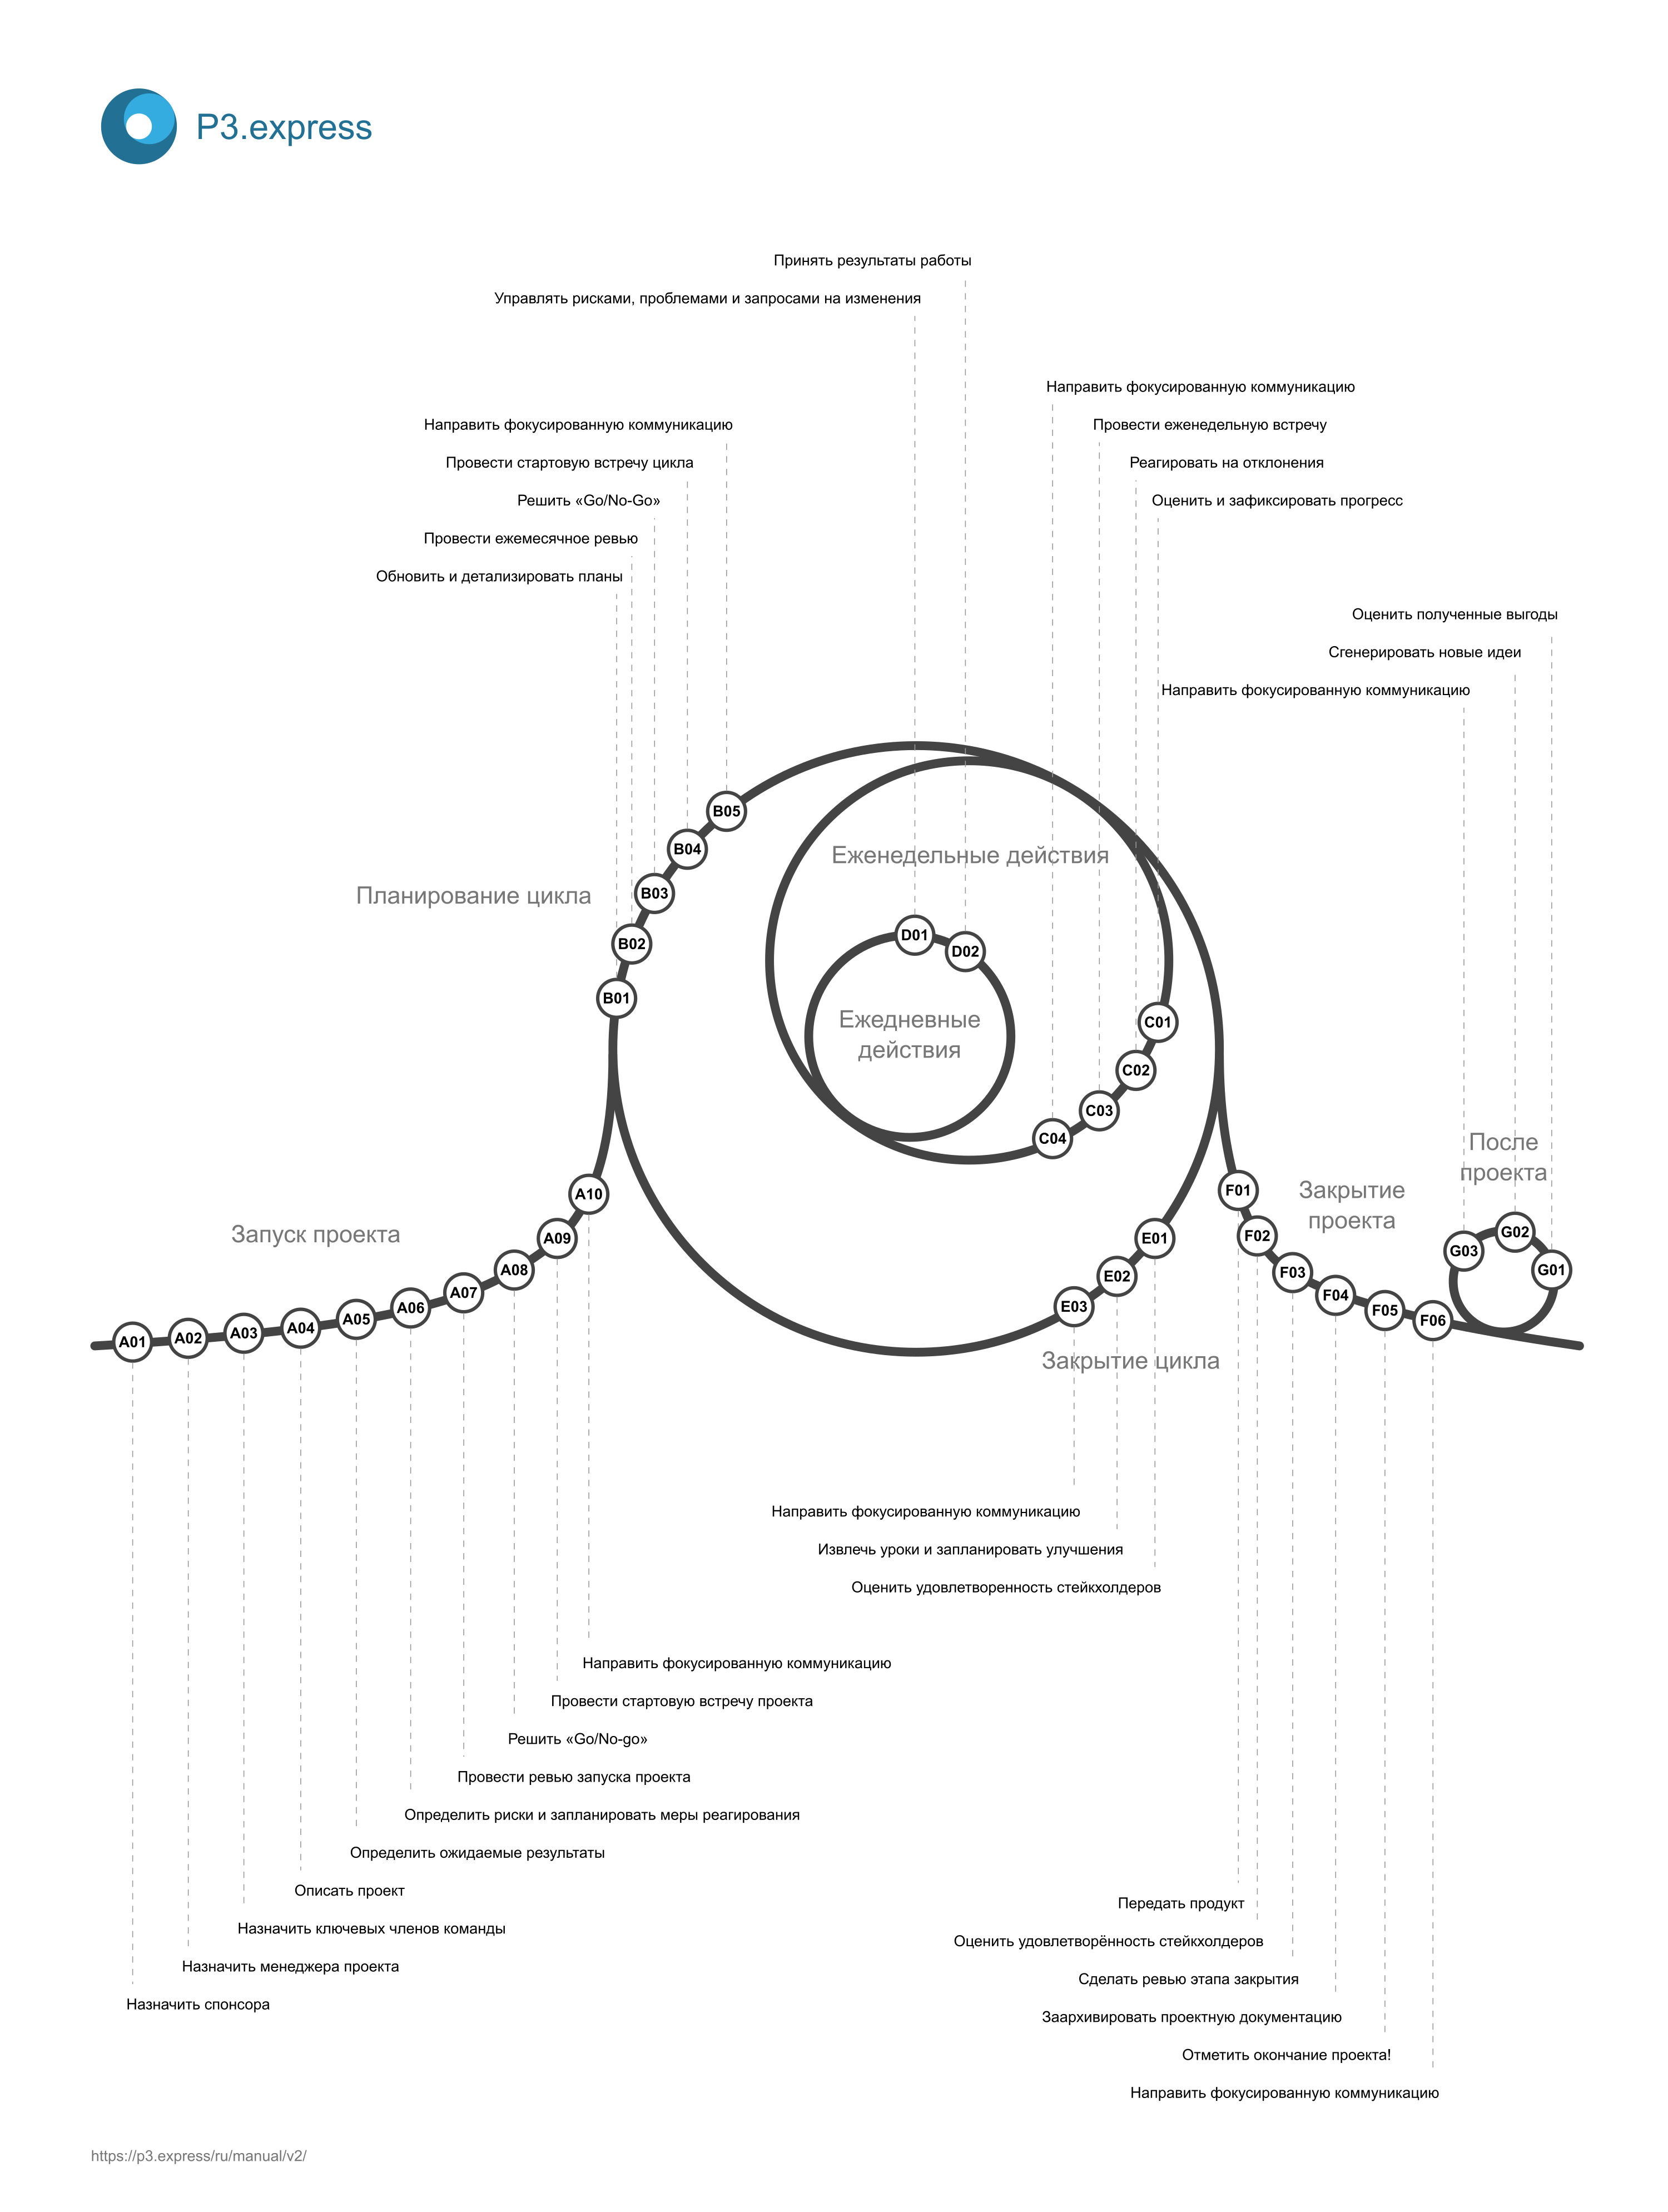 P3.express
Принять результаты работы
Управлять рисками, проблемами и запросами на изменения
Направить фокусированную коммуникацию
Провести еженедельную встречу
Реагировать на отклонения
Оценить и зафиксировать прогресс
Направить фокусированную коммуникацию
Провести стартовую встречу цикла
Решить «Go/No-Go»
Провести ежемесячное ревью
Обновить и детализировать планы
Оценить полученные выгоды
Сгенерировать новые идеи
Направить фокусированную коммуникацию
B05
B04
B03
B02
B01
Планирование цикла
Еженедельные действия
D01
D02
Ежедневные
действия
C01
C02
C03
C04
После
проекта
Закрытие
проекта
F01
F02
F03
F04
F05
F06
G03
G02
G01
Запуск проекта
A10
A09
A08
A07
A06
A05
A04
A03
A02
A01
E01
E02
E03
Закрытие цикла
Направить фокусированную коммуникацию
Извлечь уроки и запланировать улучшения
Оценить удовлетворенность стейкхолдеров
Направить фокусированную коммуникацию
Провести стартовую встречу проекта
Решить «Go/No-go»
Провести ревью запуска проекта
Определить риски и запланировать меры реагирования
Определить ожидаемые результаты
Описать проект
Назначить ключевых членов команды
Назначить менеджера проекта
Назначить спонсора
Передать продукт
Оценить удовлетворённость стейкхолдеров
Сделать ревью этапа закрытия
Заархивировать проектную документацию
Отметить окончание проекта!
Направить фокусированную коммуникацию
https://p3.express/ru/manual/v2/